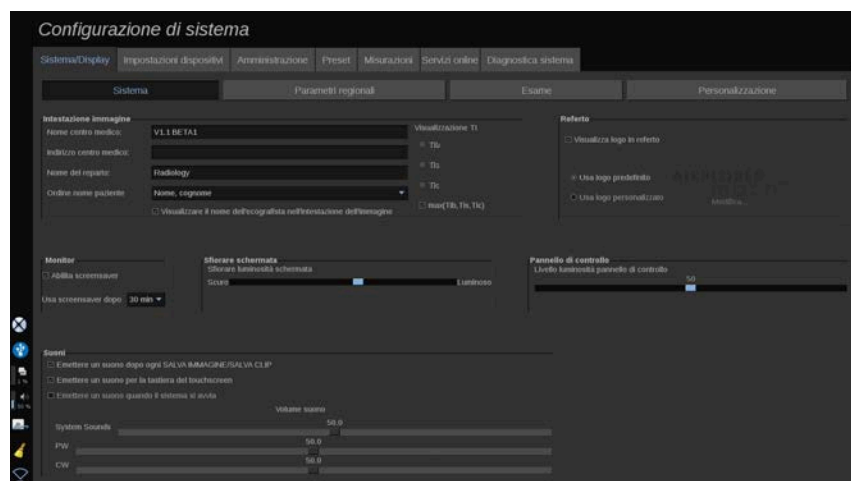 Configurazione di sistema
Sistema/Display Impostazioni dispositivi Amministrazione Preset Misurazioni Servizi online Diagnostica sistema
Sistema Parametri regionali Esame Personalizzazione
Intestazione immagine
Nome centro medico: V1.1 BETA1
Indirizzo centro medico:
Nome del reparto: Radiology
Ordine nome paziente Nome, cognome
Visualizzare il nome dell'ecografista nell'intestazione dell'immagine
Visualizzazione TI
TIb
TIs
TIc
max(TIb,TIs,TIc)
Referto
Visualizza logo in referto
Usa logo predefinito
Usa logo personalizzato
Modifica...
Monitor
Abilita screensaver
Usa screensaver dopo 30 min
Sfiorare schermata
Sfiorare luminosità schermata
Scuro Luminoso
Pannello di controllo
Livello luminosità pannello di controllo
50
Suoni
Emettere un suono dopo ogni SALVA IMMAGINE/SALVA CLIP
Emettere un suono per la tastiera del touchscreen
Emettere un suono quando il sistema si avvia
Volume suono
System Sounds 50.0
PW 50.0
CW 50.0